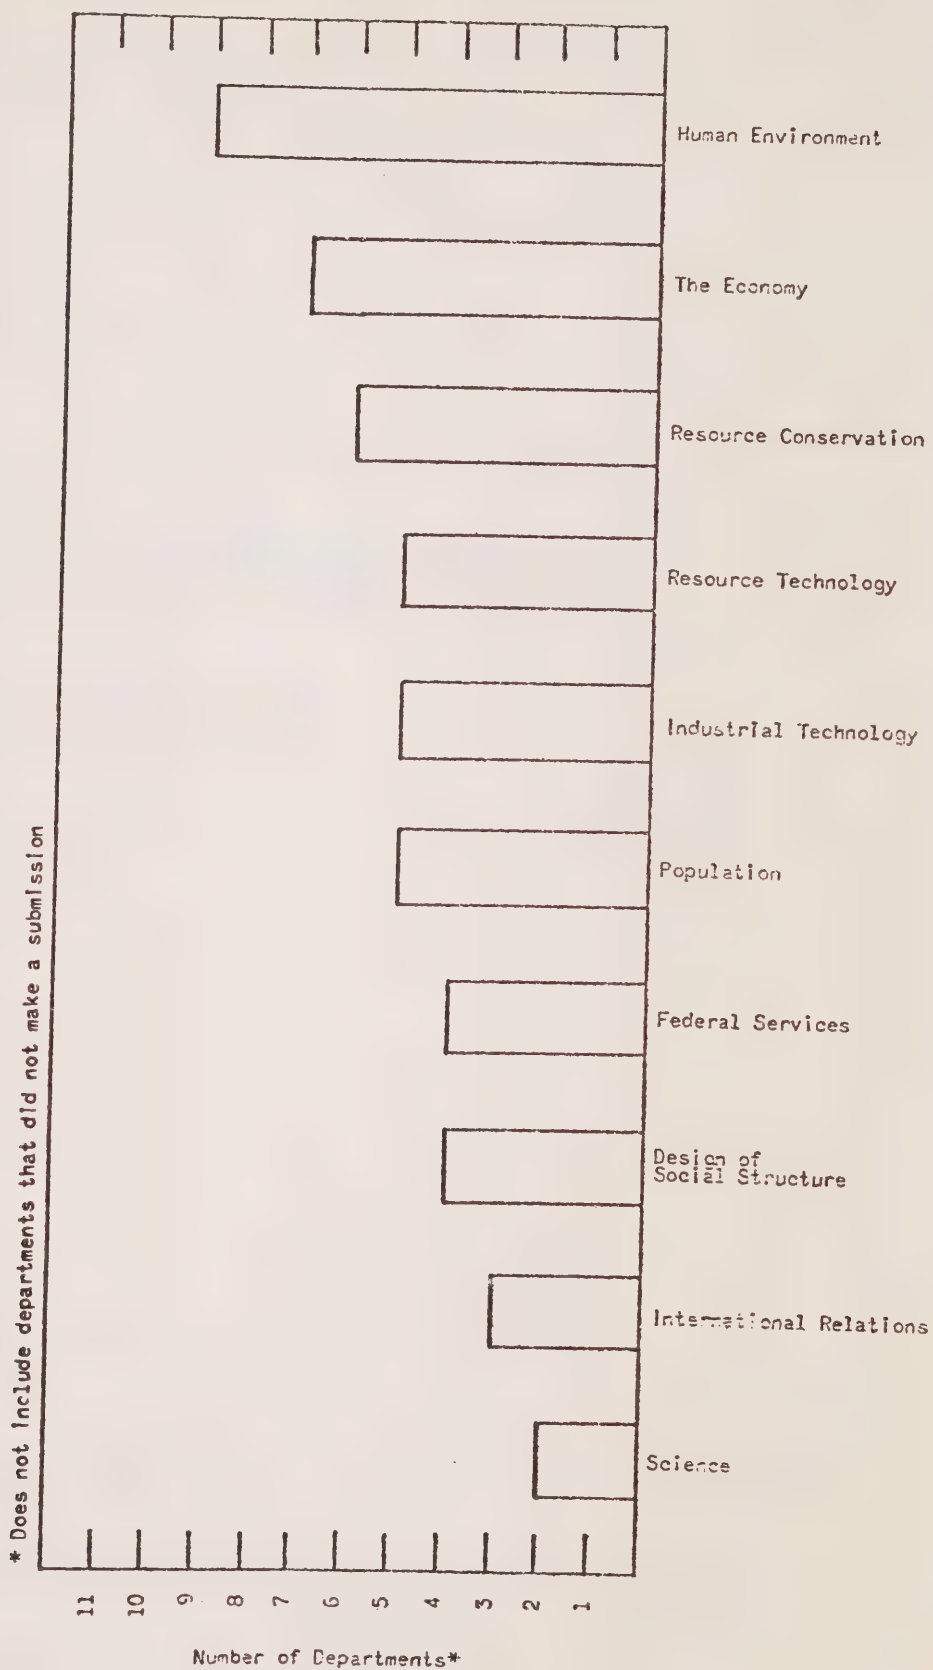 Human Environment
The Economy
Resource Conservation
Resource Technology
Industrial Technology
Population
Federal Services
Design of
Social Structure
International Relations
Science
* Does not include departments that did not make a submission
11
10
9
8
7
6
5
4
3
2
1
Number of Departments*